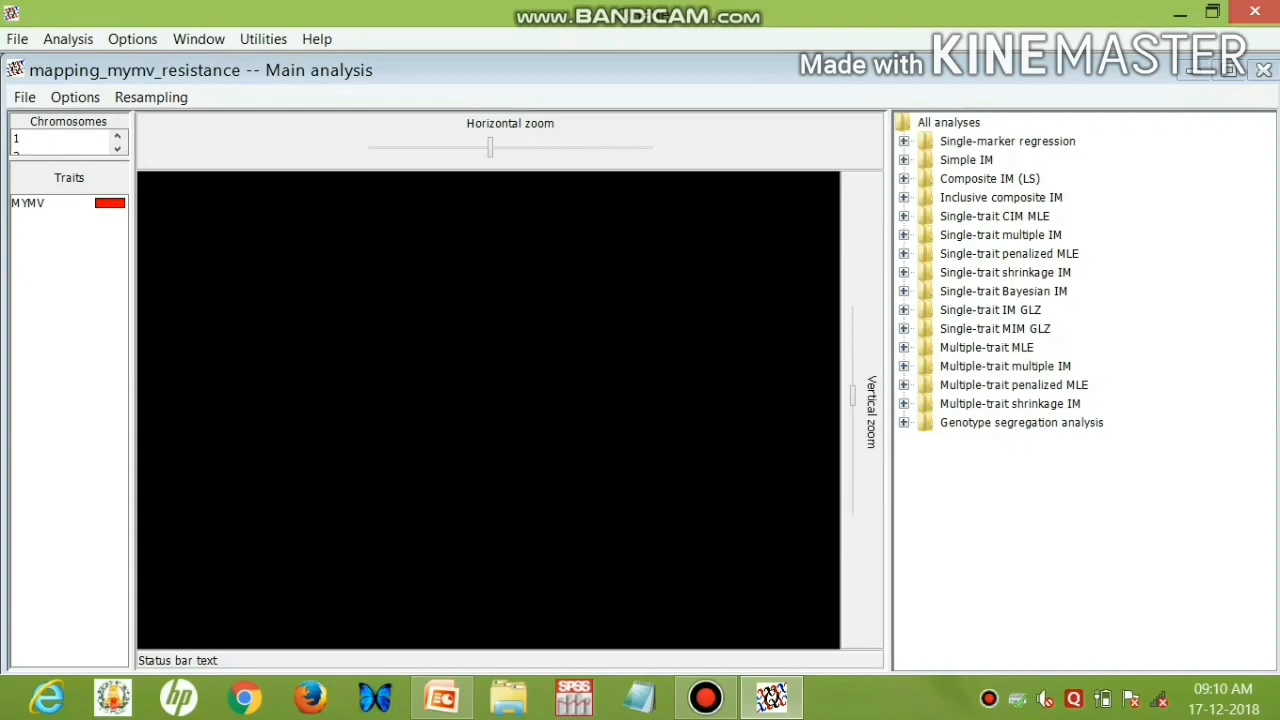 www.BANDICAM.com
File Analysis Options Window Utilities Help
Made with KINEMASTER
mapping_mymv_resistance -- Main analysis
File Options Resampling
Chromosomes
1
Horizontal zoom
Traits
MYMV
Vertical zoom
All analyses
Single-marker regression
Simple IM
Composite IM (LS)
Inclusive composite IM
Single-trait CIM MLE
Single-trait multiple IM
Single-trait penalized MLE
Single-trait shrinkage IM
Single-trait Bayesian IM
Single-trait IM GLZ
Single-trait MIM GLZ
Multiple-trait MLE
Multiple-trait multiple IM
Multiple-trait penalized MLE
Multiple-trait shrinkage IM
Genotype segregation analysis
Status bar text
SPSS
09:10 AM
17-12-2018